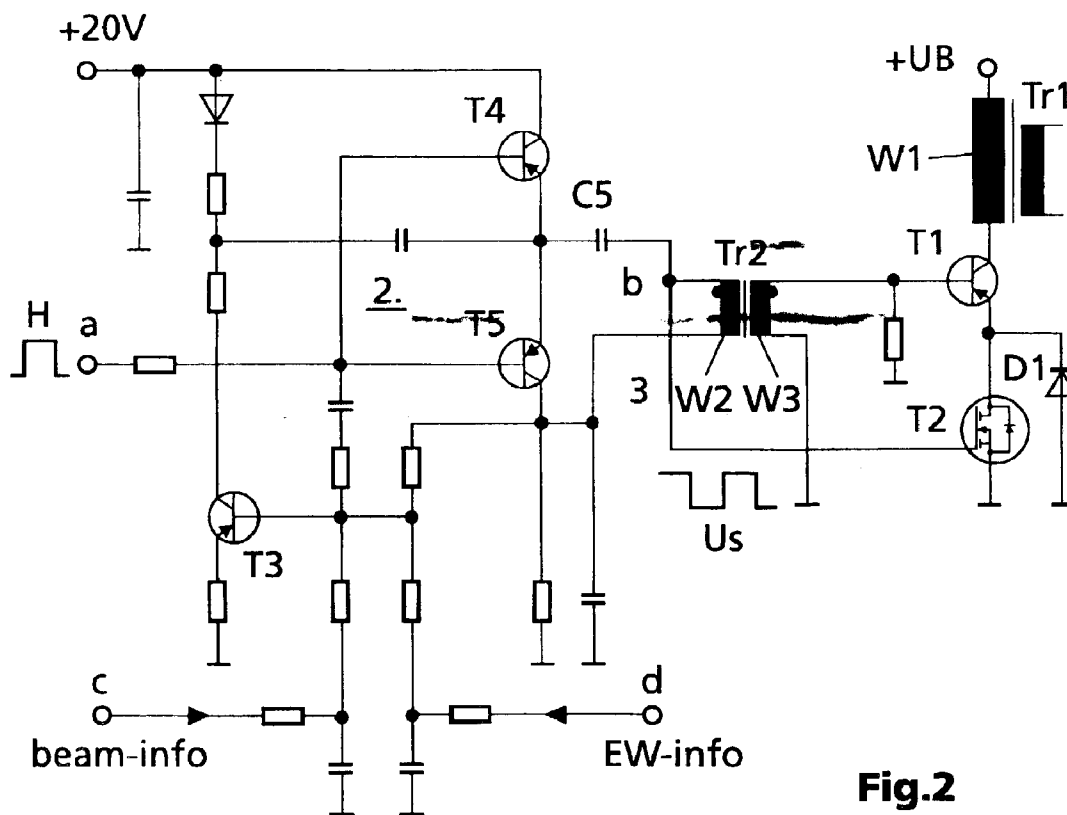 +20V
+UB
Tr1
T4
W1
C5
T1
Tr2
b
2.
H
a
T5
D1
3
W2
W3
T2
Us
T3
c
d
beam-info
EW-info
Fig.2